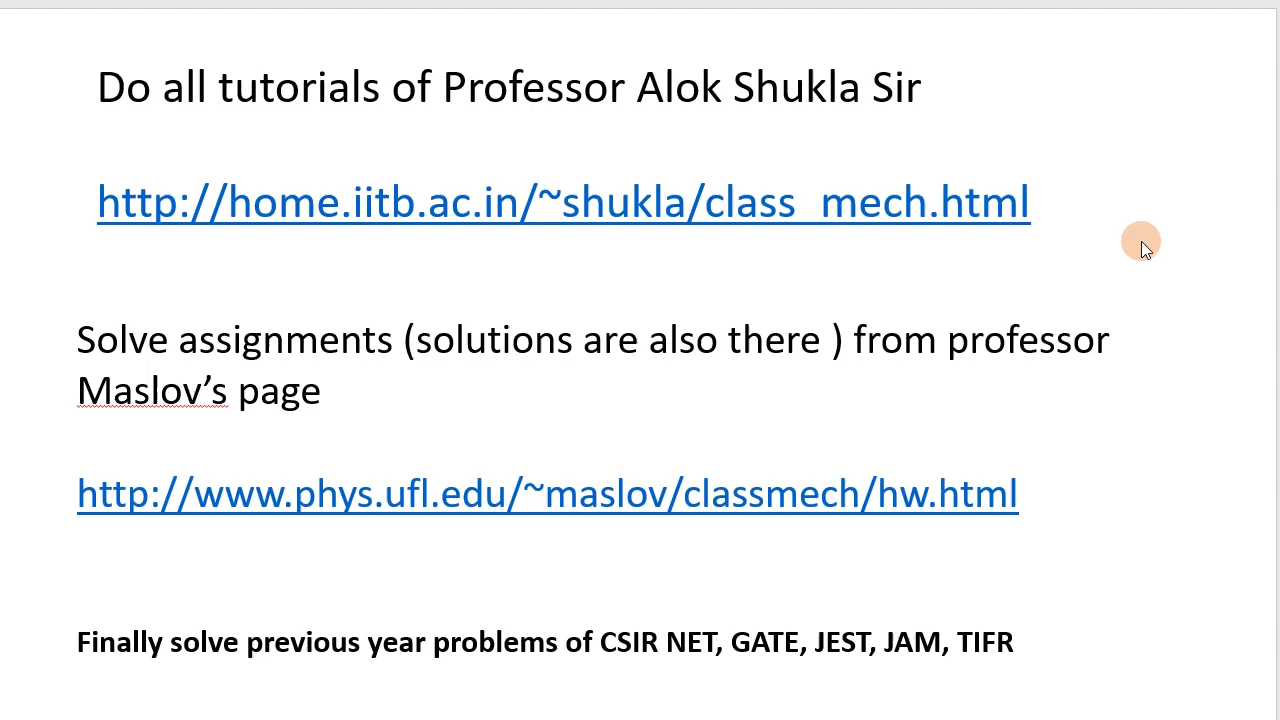 Do all tutorials of Professor Alok Shukla Sir
http://home.iitb.ac.in/~shukla/class_mech.html
Solve assignments (solutions are also there ) from professor
Maslov’s page
http://www.phys.ufl.edu/~maslov/classmech/hw.html
Finally solve previous year problems of CSIR NET, GATE, JEST, JAM, TIFR